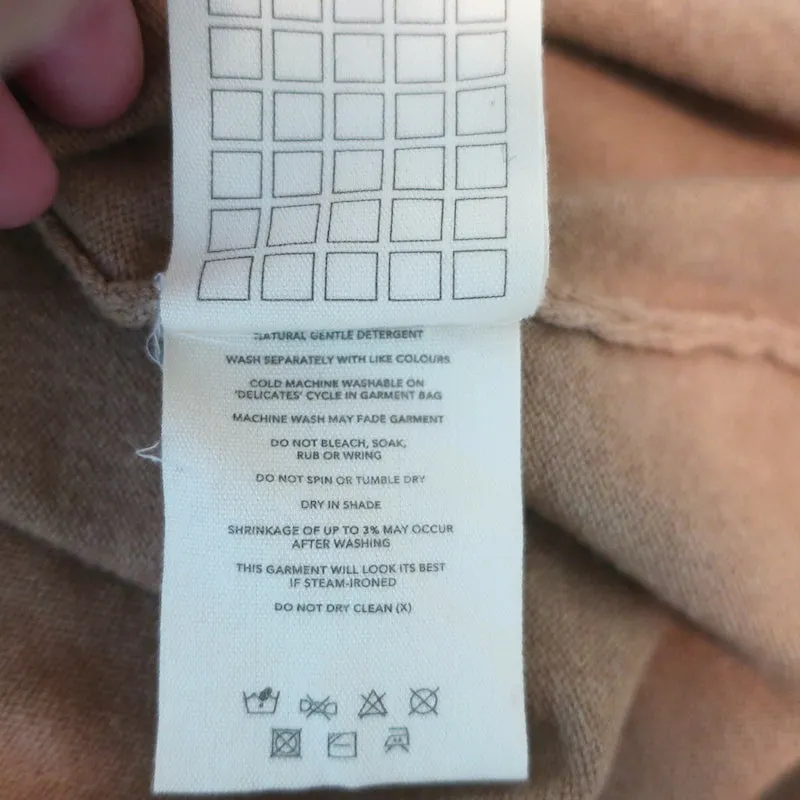 NATURAL GENTLE DETERGENT
WASH SEPARATELY WITH LIKE COLOURS
COLD MACHINE WASHABLE ON
'DELICATES' CYCLE IN GARMENT BAG
MACHINE WASH MAY FADE GARMENT
DO NOT BLEACH, SOAK,
RUB OR WRING
DO NOT SPIN OR TUMBLE DRY
DRY IN SHADE
SHRINKAGE OF UP TO 3% MAY OCCUR
AFTER WASHING
THIS GARMENT WILL LOOK ITS BEST
IF STEAM-IRONED
DO NOT DRY CLEAN (X)